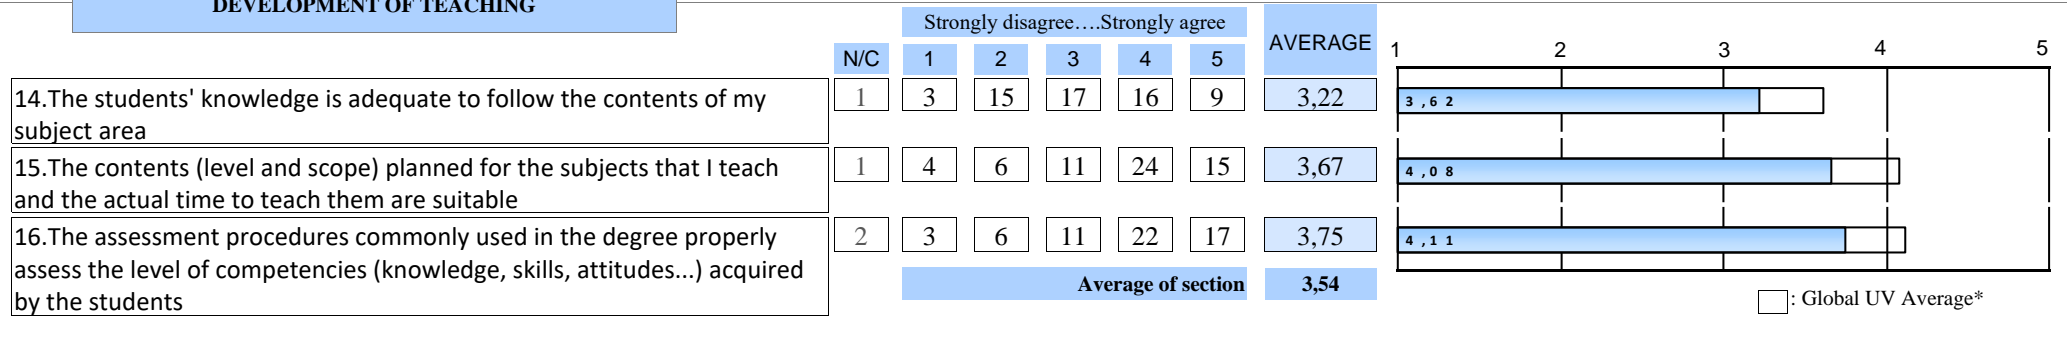 DEVELOPMENT OF TEACHING
Strongly disagree….Strongly agree
AVERAGE
N/C 1 2 3 4 5
1 2 3 4 5
14.The students' knowledge is adequate to follow the contents of my
subject area
1 3 15 17 16 9 3,22
3,62
15.The contents (level and scope) planned for the subjects that I teach
and the actual time to teach them are suitable
1 4 6 11 24 15 3,67
4,08
16.The assessment procedures commonly used in the degree properly
assess the level of competencies (knowledge, skills, attitudes...) acquired
by the students
2 3 6 11 22 17 3,75
4,11
Average of section 3,54
: Global UV Average*